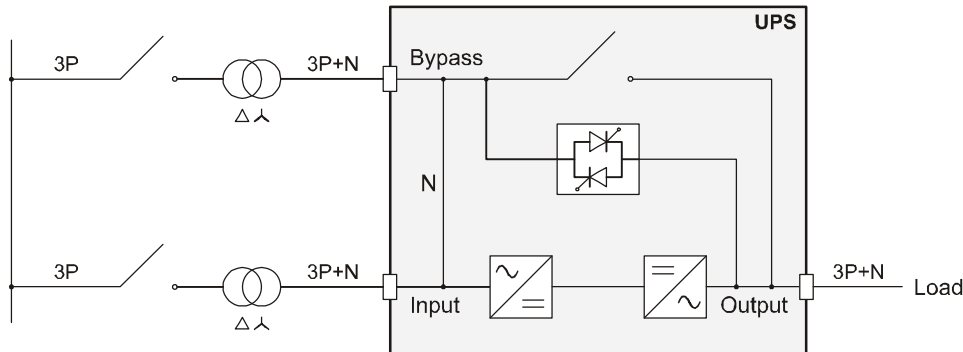 UPS
3P
3P+N
Bypass
N
3P
3P+N
Input
Output
3P+N
Load